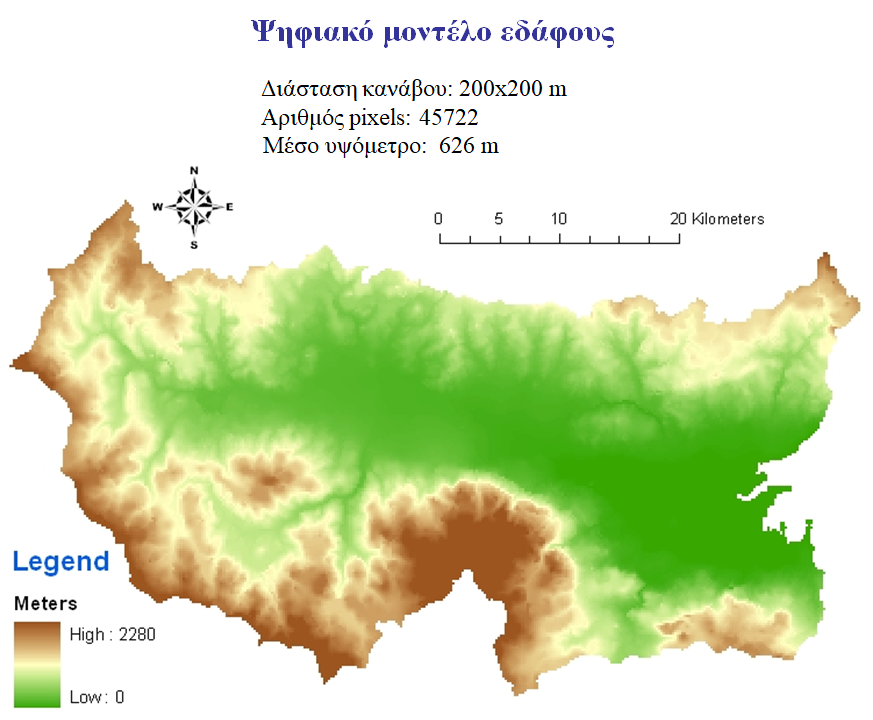 Ψηφιακό μοντέλο εδάφους
Διάσταση κανάβου: 200x200 m
Αριθμός pixels: 45722
Μέσο υψόμετρο: 626 m
N
W E
S
0 5 10 20 Kilometers
Legend
Meters
High : 2280
Low : 0